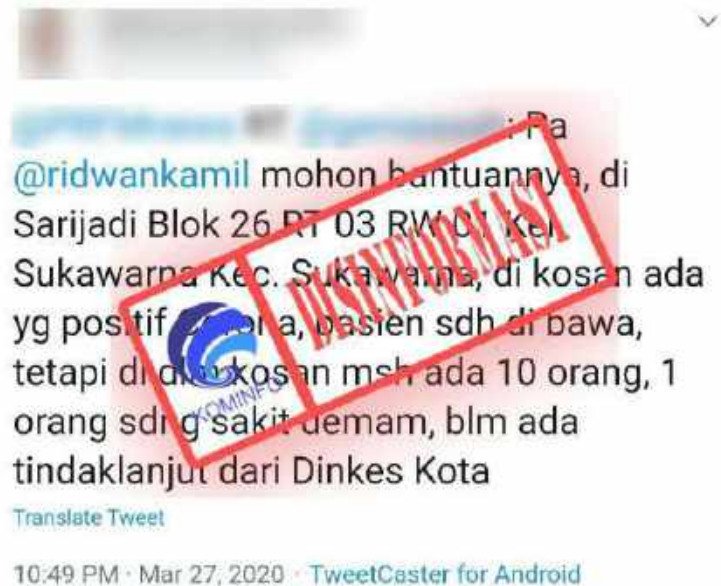 : Pa
@ridwankamil mohon bantuannya, di
Sarijadi Blok 26 RT 03 RW 01 Kel
Sukawarna Kec. Sukawarna, di kosan ada
yg positif corona, pasien sdh di bawa,
tetapi di dlm kosan msh ada 10 orang, 1
orang sdng sakit demam, blm ada
tindaklanjut dari Dinkes Kota
DISINFORMASI
KOMINFO
Translate Tweet
10:49 PM · Mar 27, 2020 · TweetCaster for Android